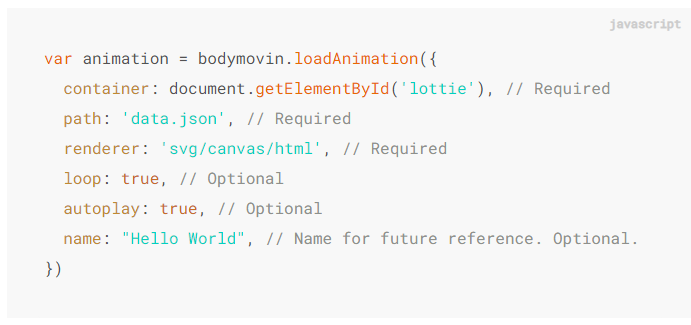 javascript
var animation = bodymovin.loadAnimation({
  container: document.getElementById('lottie'), // Required
  path: 'data.json', // Required
  renderer: 'svg/canvas/html', // Required
  loop: true, // Optional
  autoplay: true, // Optional
  name: "Hello World", // Name for future reference. Optional.
})